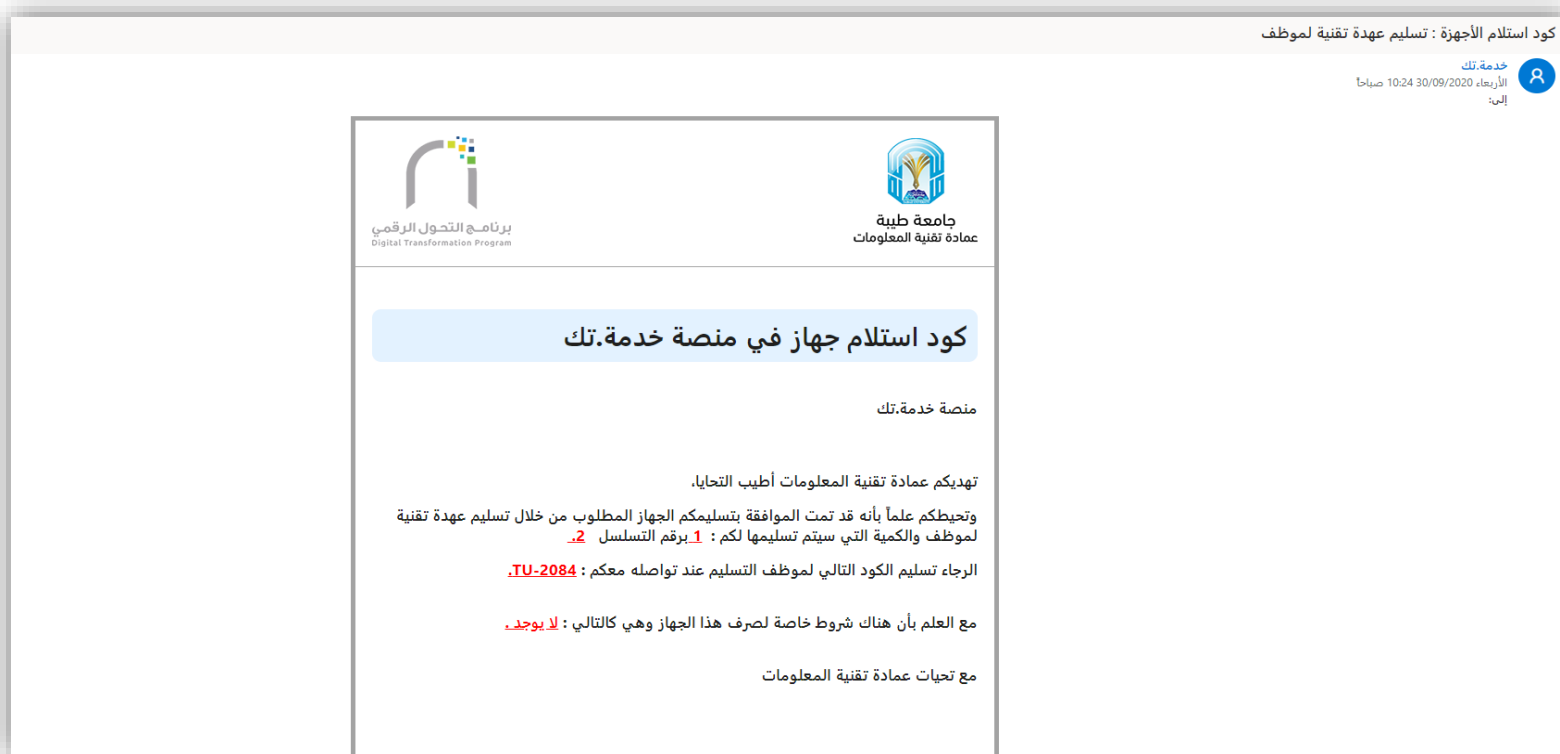 كود استلام الأجهزة : تسليم عهدة تقنية لموظف
خدمة.تك
الأربعاء 30/09/2020 10:24 صباحاً
إلى:
جامعة طيبة
عمادة تقنية المعلومات
برنامـج التحـول الرقمـي
Digital Transformation Program
كود استلام جهاز في منصة خدمة.تك
منصة خدمة.تك
تهديكم عمادة تقنية المعلومات أطيب التحايا،
وتحيطكم علماً بأنه قد تمت الموافقة بتسليمكم الجهاز المطلوب من خلال تسليم عهدة تقنية
لموظف والكمية التي سيتم تسليمها لكم : 1 برقم التسلسل 2.
الرجاء تسليم الكود التالي لموظف التسليم عند تواصله معكم : TU-2084.
مع العلم بأن هناك شروط خاصة لصرف هذا الجهاز وهي كالتالي : لا يوجد .
مع تحيات عمادة تقنية المعلومات